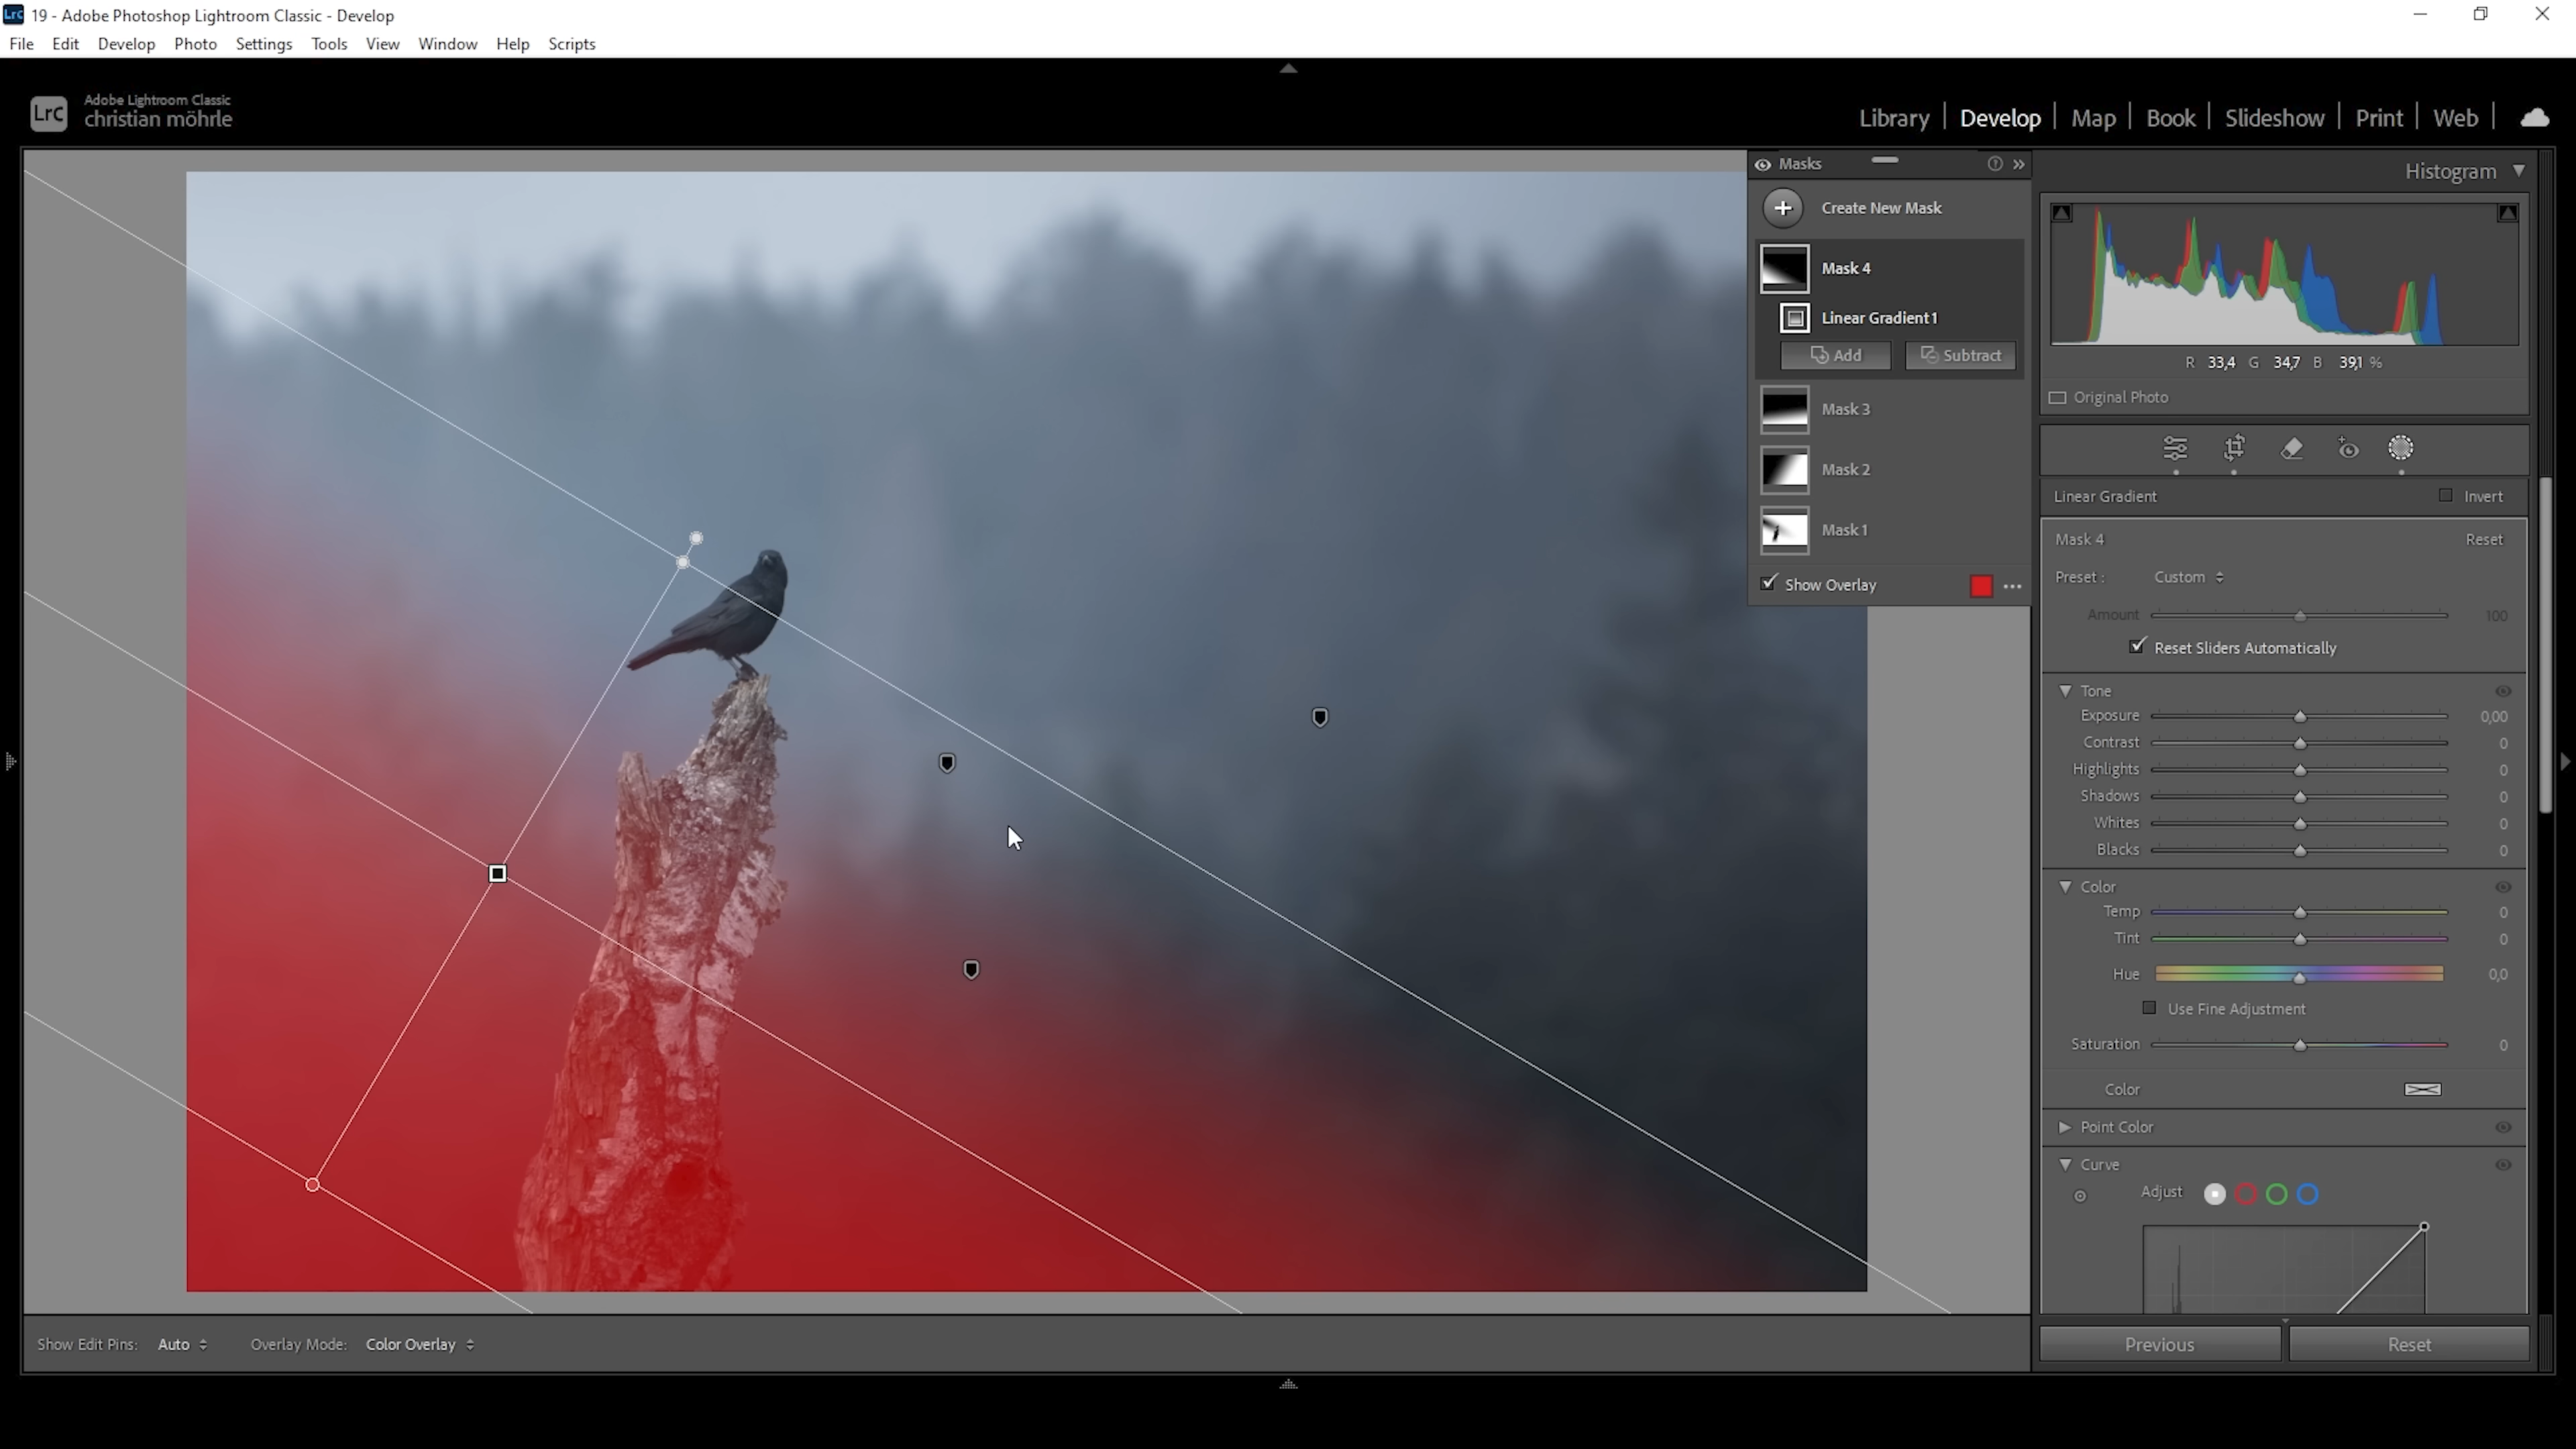 Lrc 19 - Adobe Photoshop Lightroom Classic - Develop
File Edit Develop Photo Settings Tools View Window Help Scripts
Lrc
Adobe Lightroom Classic
christian möhrle
Library Develop Map Book Slideshow Print Web
Masks
Create New Mask
Mask 4
Linear Gradient 1
Add Subtract
Mask 3
Mask 2
Mask 1
Show Overlay
Histogram
R 33,4 G 34,7 B 39,1 %
Original Photo
Linear Gradient Invert
Mask 4 Reset
Preset : Custom
Amount 100
Reset Sliders Automatically
Tone
Exposure 0,00
Contrast 0
Highlights 0
Shadows 0
Whites 0
Blacks 0
Color
Temp 0
Tint 0
Hue 0,0
Use Fine Adjustment
Saturation 0
Color
Point Color
Curve
Adjust
Show Edit Pins: Auto Overlay Mode: Color Overlay
Previous Reset